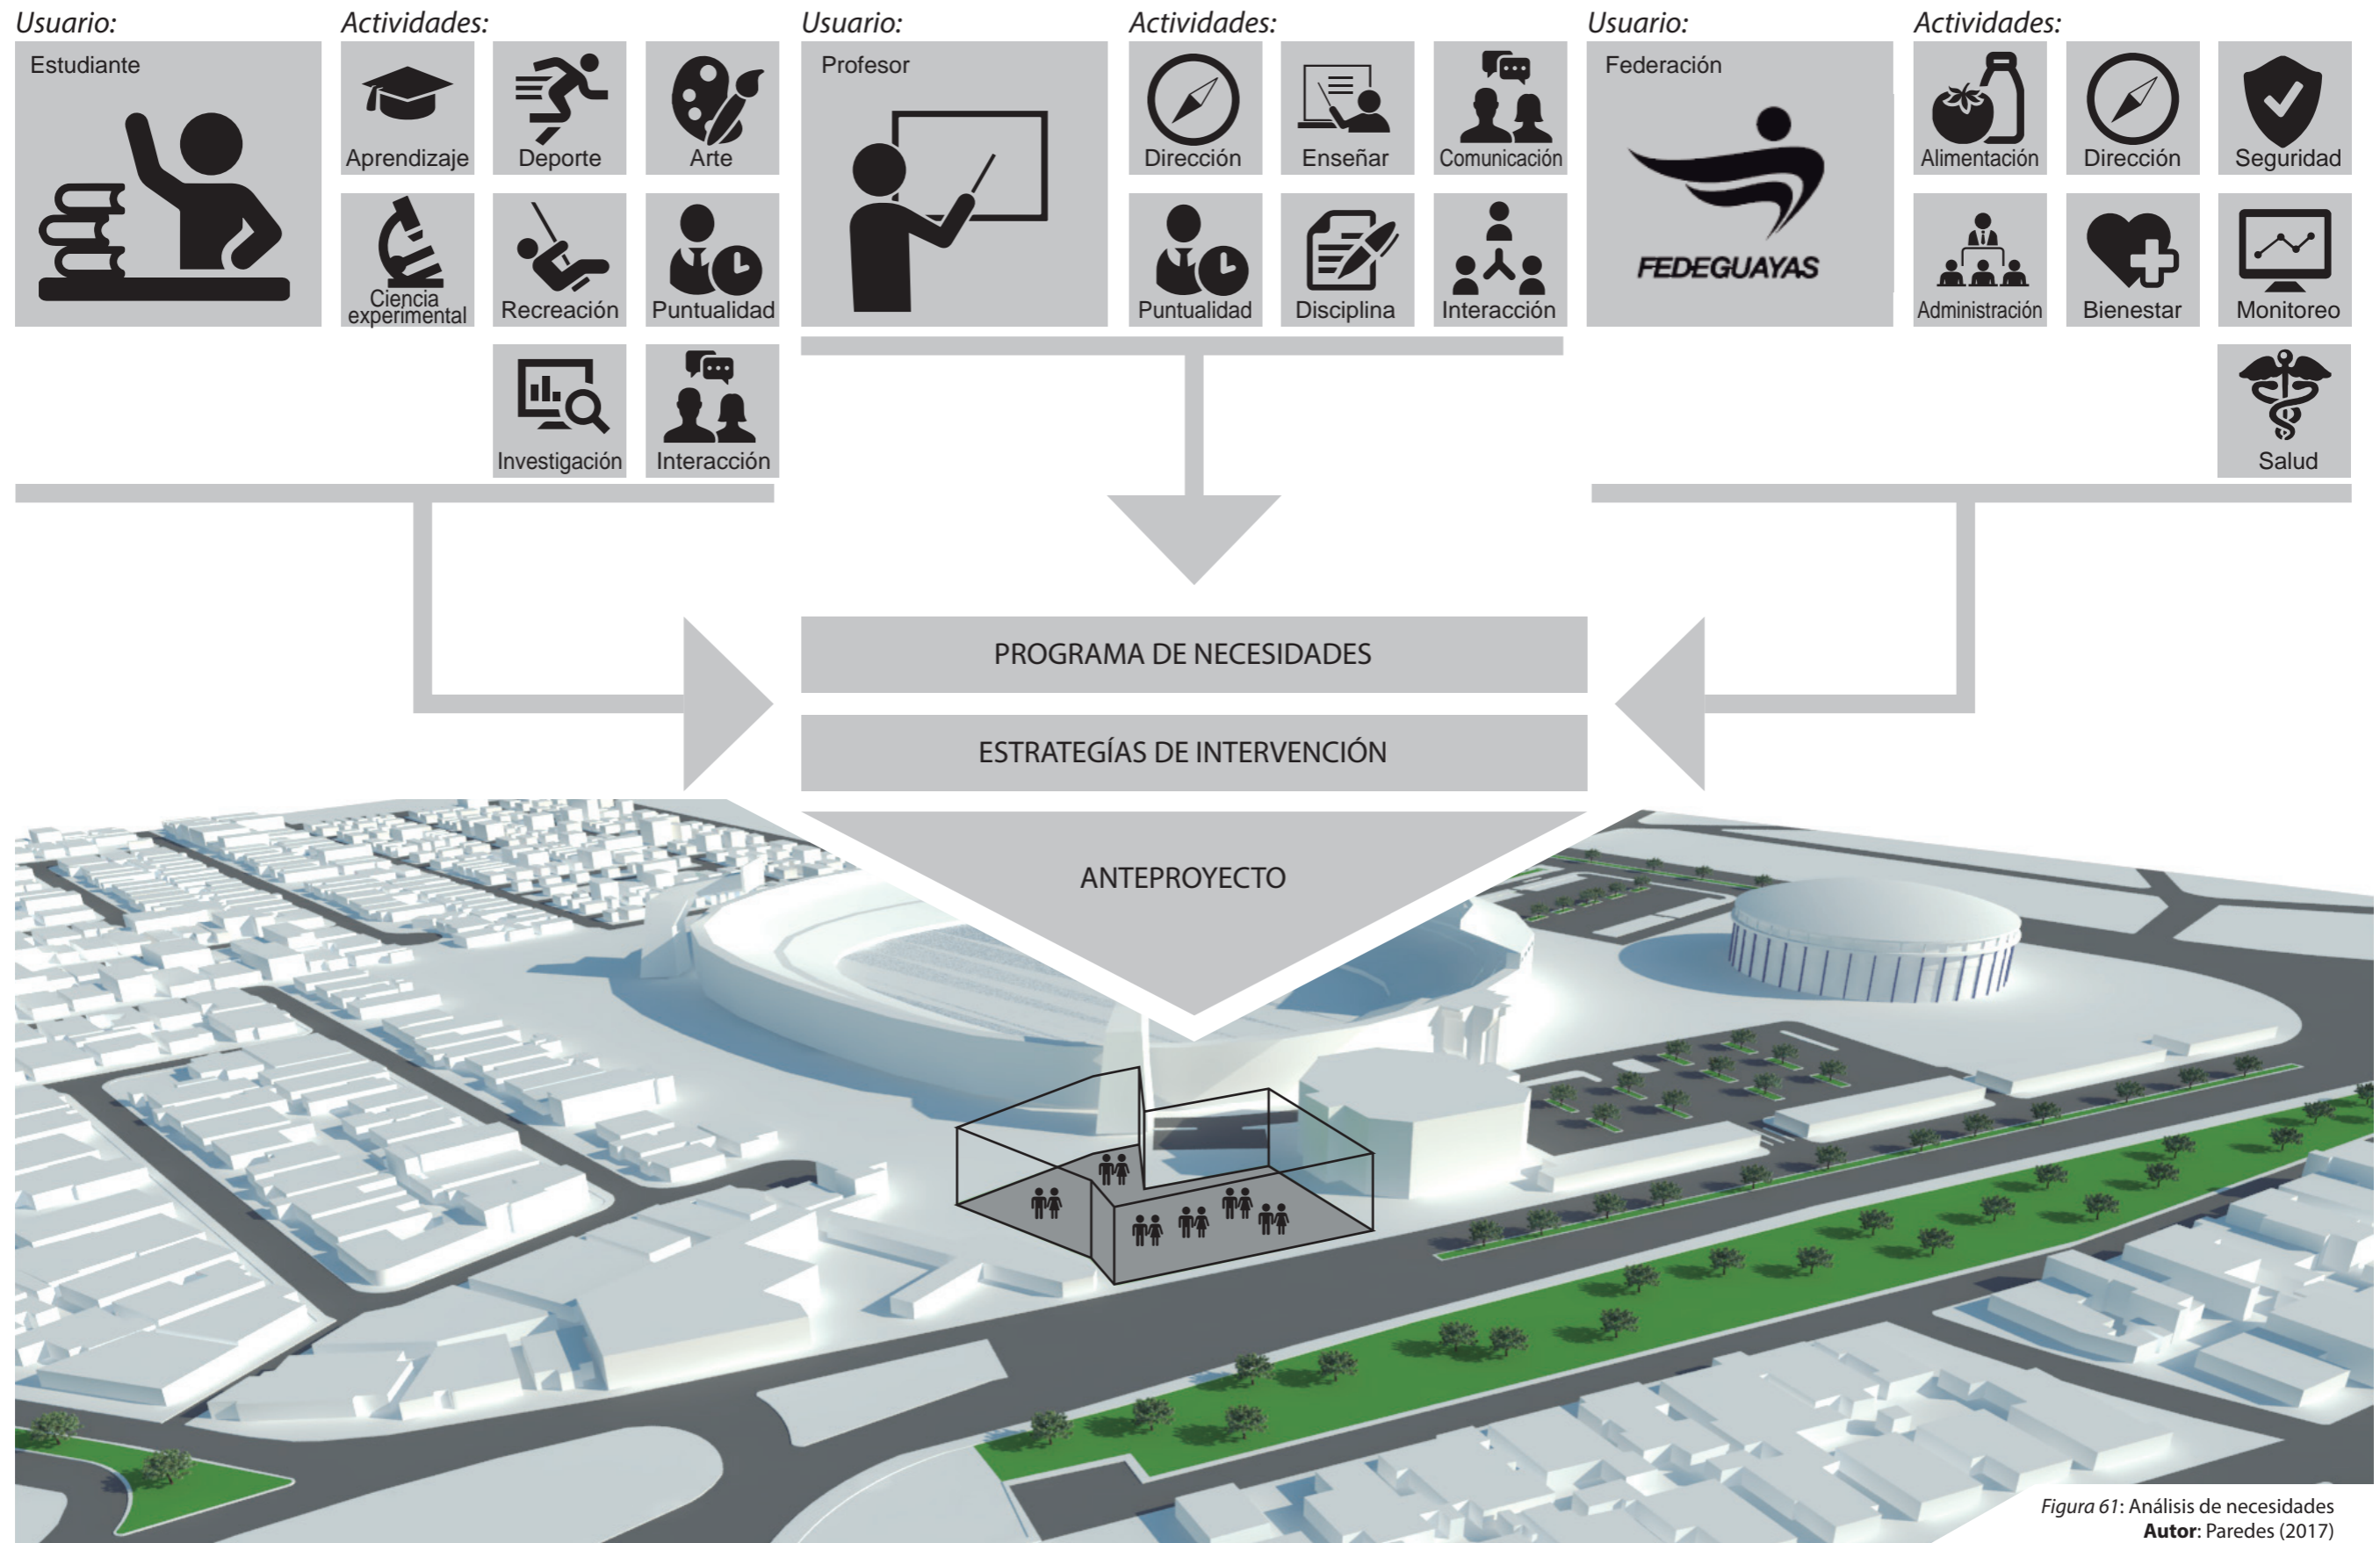 Usuario:
Estudiante
Actividades:
Aprendizaje
Deporte
Arte
Ciencia
experimental
Recreación
Puntualidad
Investigación
Interacción
Usuario:
Profesor
Actividades:
Dirección
Enseñar
Comunicación
Puntualidad
Disciplina
Interacción
Usuario:
Federación
FEDEGUAYAS
Actividades:
Alimentación
Dirección
Seguridad
Administración
Bienestar
Monitoreo
Salud
PROGRAMA DE NECESIDADES
ESTRATEGÍAS DE INTERVENCIÓN
ANTEPROYECTO
Figura 61: Análisis de necesidades
Autor: Paredes (2017)